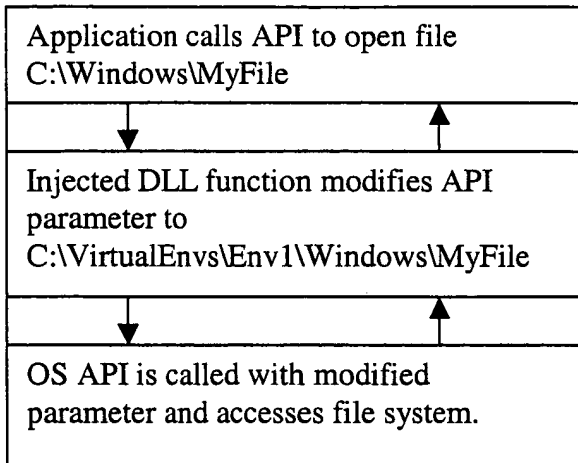 Application calls API to open file
C:\Windows\MyFile
Injected DLL function modifies API
parameter to
C:\VirtualEnvs\Env1\Windows\MyFile
OS API is called with modified
parameter and accesses file system.